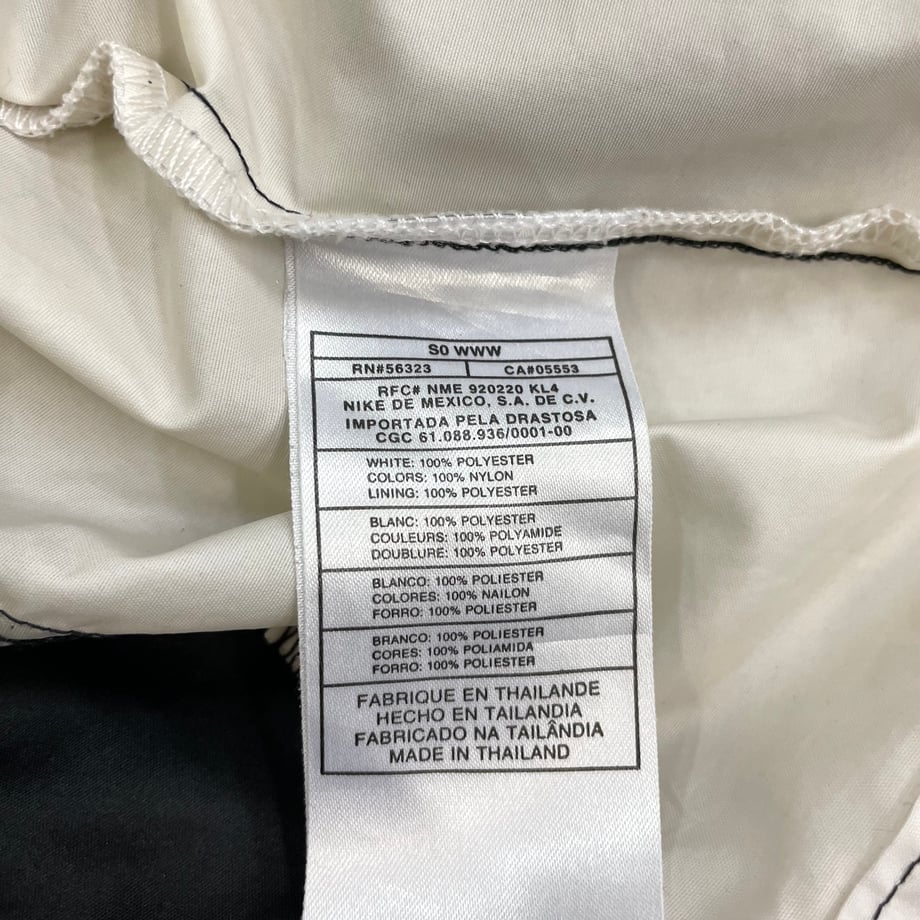 S0 WWW
RN#56323 CA#05553
RFC# NME 920220 KL4
NIKE DE MEXICO, S.A. DE C.V.
IMPORTADA PELA DRASTOSA
CGC 61.088.936/0001-00
WHITE: 100% POLYESTER
COLORS: 100% NYLON
LINING: 100% POLYESTER
BLANC: 100% POLYESTER
COULEURS: 100% POLYAMIDE
DOUBLURE: 100% POLYESTER
BLANCO: 100% POLIESTER
COLORES: 100% NAILON
FORRO: 100% POLIESTER
BRANCO: 100% POLIESTER
CORES: 100% POLIAMIDA
FORRO: 100% POLIESTER
FABRIQUE EN THAILANDE
HECHO EN TAILANDIA
FABRICADO NA TAILÂNDIA
MADE IN THAILAND